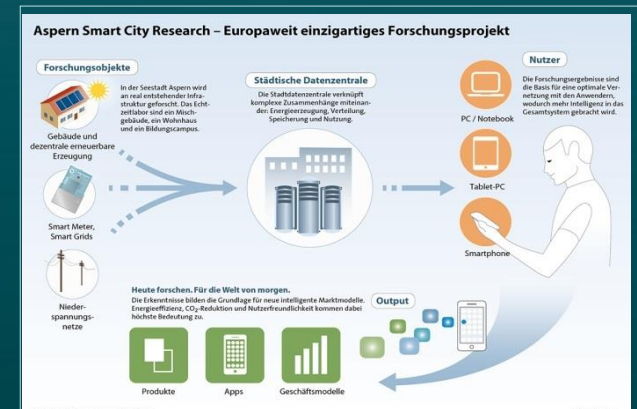 Aspern Smart City Research – Europaweit einzigartiges Forschungsprojekt
Forschungsobjekte
In der Seestadt Aspern wird
an real entstehender Infra-
struktur geforscht. Das Echt-
zeitlabor sind ein Misch-
gebäude, ein Wohnhaus
und ein Bildungscampus.
Gebäude und
dezentrale erneuerbare
Erzeugung
Smart Meter,
Smart Grids
Nieder-
spannungs-
netze
Städtische Datenzentrale
Die Stadtdatenzentrale verknüpft
komplexe Zusammenhänge miteinan-
der: Energieerzeugung, Verteilung,
Speicherung und Nutzung.
Nutzer
Die Forschungsergebnisse sind
die Basis für eine optimale Ver-
netzung mit den Anwendern,
wodurch mehr Intelligenz in das
Gesamtsystem gebracht wird.
PC / Notebook
Tablet-PC
Smartphone
Heute forschen. Für die Welt von morgen.
Die Erkenntnisse bilden die Grundlage für neue intelligente Marktmodelle.
Energieeffizienz, CO₂-Reduktion und Nutzerfreundlichkeit kommen dabei
höchste Bedeutung zu.
Output
Produkte
Apps
Geschäftsmodelle